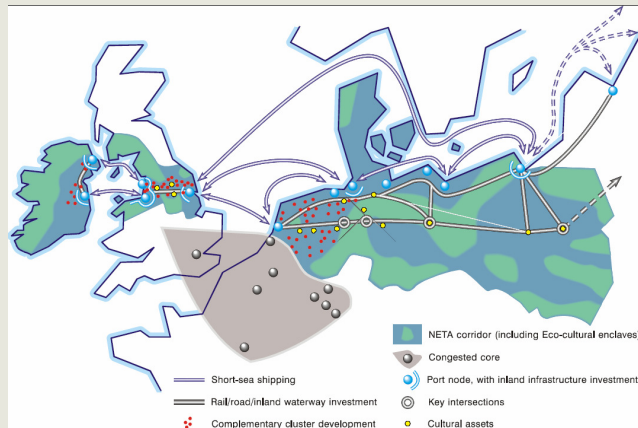 NETA corridor (including Eco-cultural enclaves)
Congested core
Short-sea shipping
Port node, with inland infrastructure investment
Rail/road/inland waterway investment
Key intersections
Complementary cluster development
Cultural assets